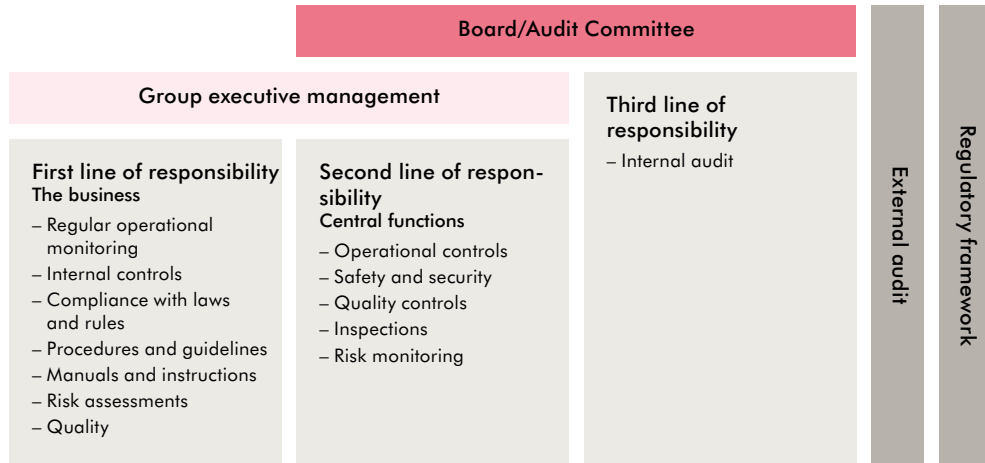 Board/Audit Committee
Group executive management
First line of responsibility
The business
– Regular operational
monitoring
– Internal controls
– Compliance with laws
and rules
– Procedures and guidelines
– Manuals and instructions
– Risk assessments
– Quality
Second line of respon-
sibility
Central functions
– Operational controls
– Safety and security
– Quality controls
– Inspections
– Risk monitoring
Third line of
responsibility
– Internal audit
External audit
Regulatory framework